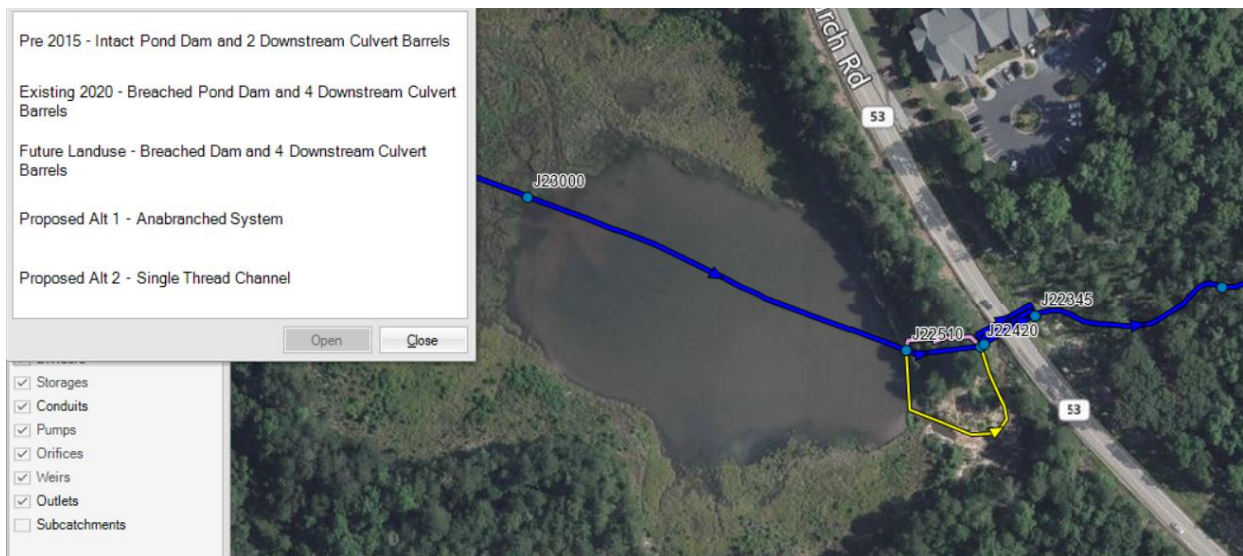 Pre 2015 - Intact Pond Dam and 2 Downstream Culvert Barrels
Existing 2020 - Breached Pond Dam and 4 Downstream Culvert
Barrels
Future Landuse - Breached Dam and 4 Downstream Culvert
Barrels
Proposed Alt 1 - Anabranched System
Proposed Alt 2 - Single Thread Channel
Open
Close
Storages
Conduits
Pumps
Orifices
Weirs
Outlets
Subcatchments
J23000
J22510
J22420
J22345
Rd
53
53